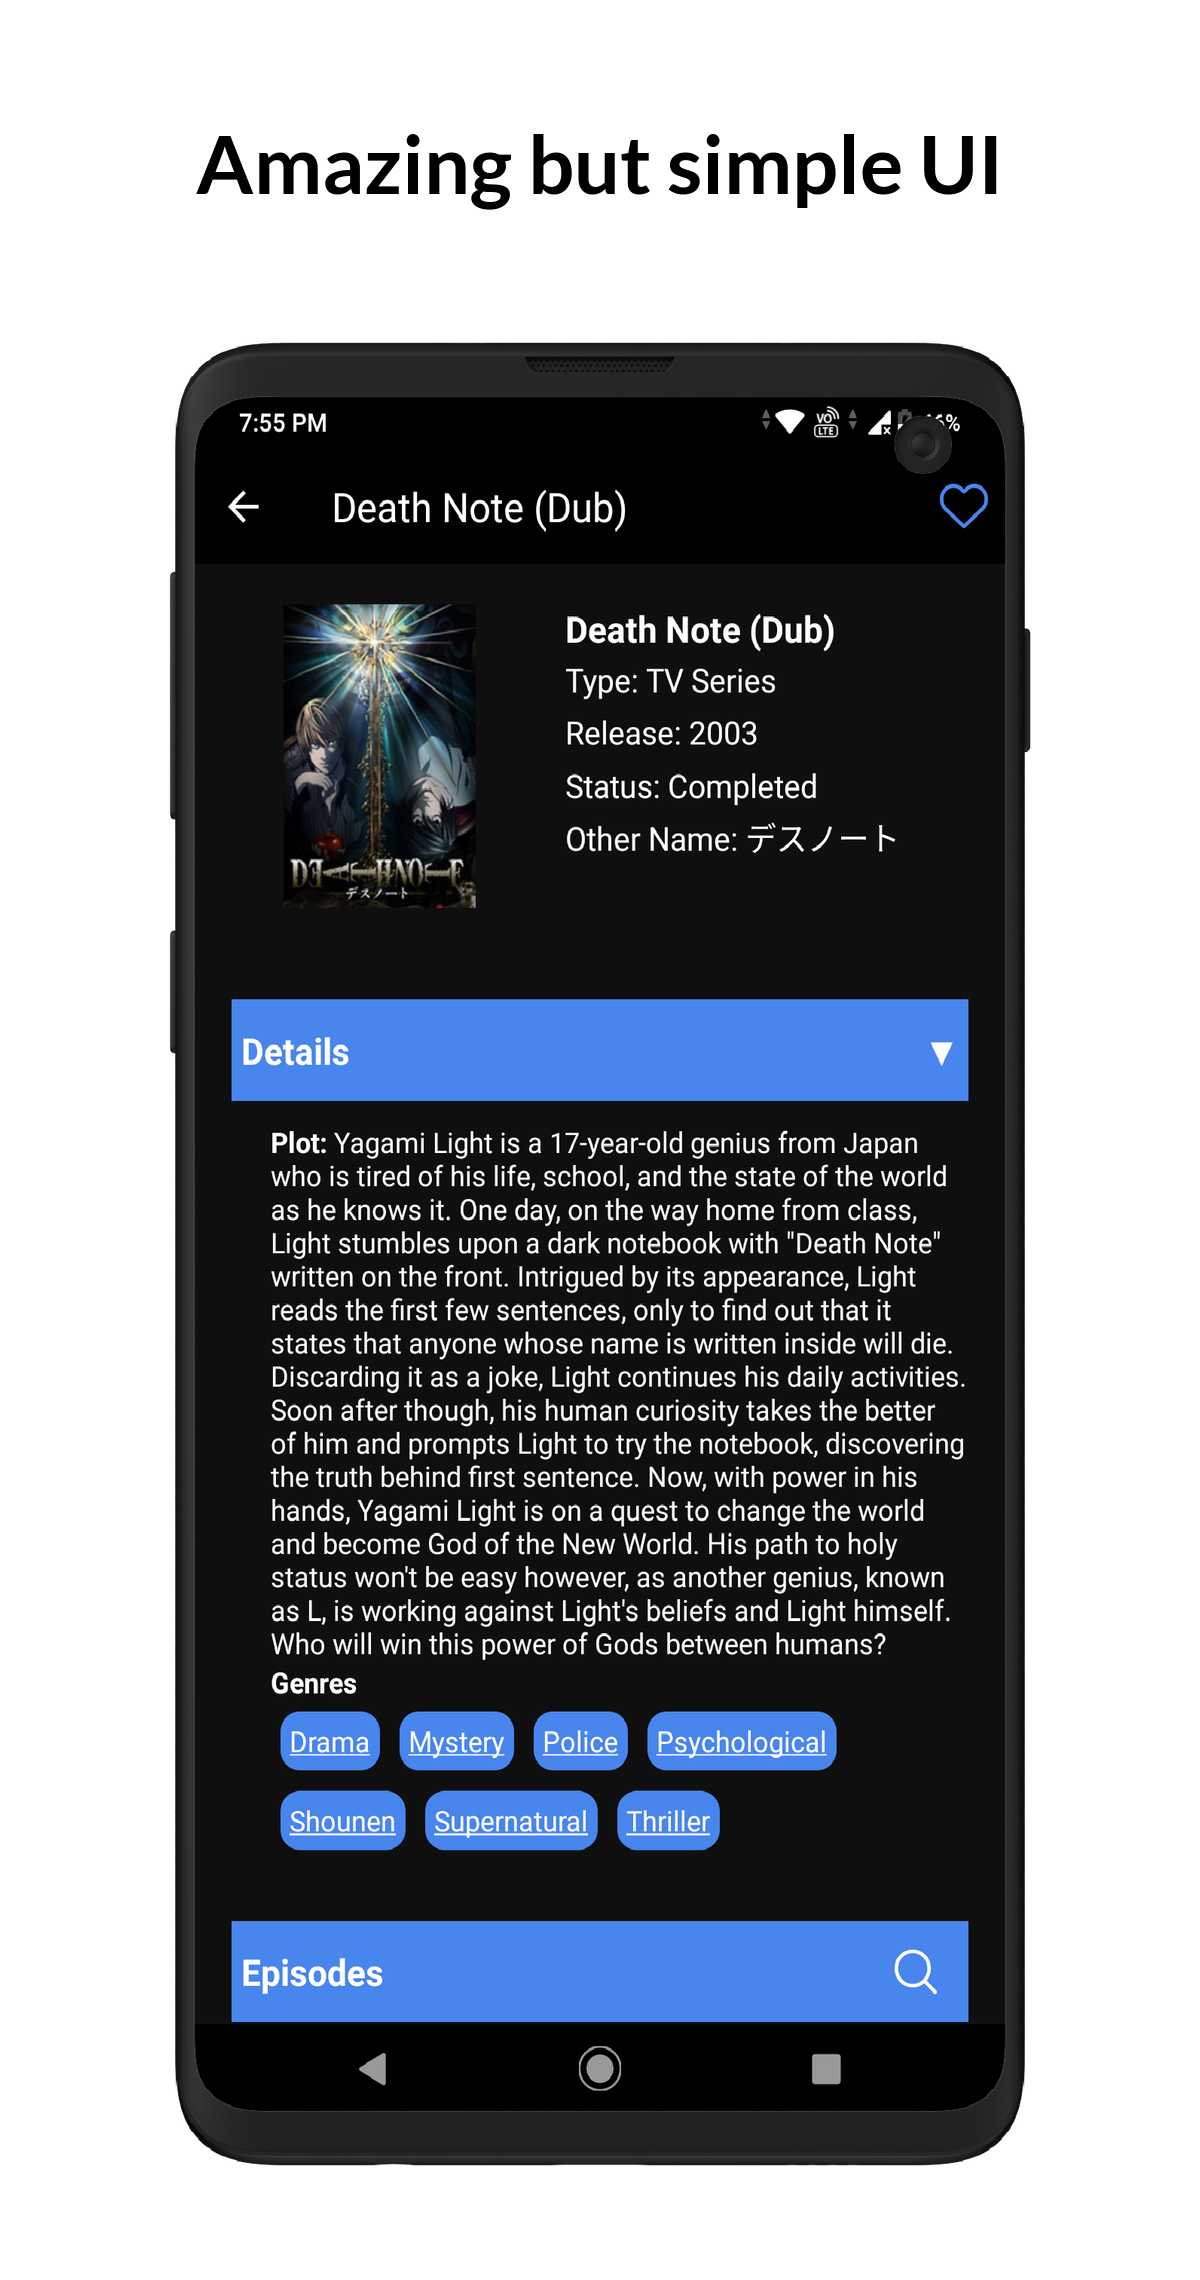 Amazing but simple UI
7:55 PM
VO
LTE
Death Note (Dub)
DEATH NOTE
デスノート
Death Note (Dub)
Type: TV Series
Release: 2003
Status: Completed
Other Name: デスノート
Details
Plot: Yagami Light is a 17-year-old genius from Japan
who is tired of his life, school, and the state of the world
as he knows it. One day, on the way home from class,
Light stumbles upon a dark notebook with "Death Note"
written on the front. Intrigued by its appearance, Light
reads the first few sentences, only to find out that it
states that anyone whose name is written inside will die.
Discarding it as a joke, Light continues his daily activities.
Soon after though, his human curiosity takes the better
of him and prompts Light to try the notebook, discovering
the truth behind first sentence. Now, with power in his
hands, Yagami Light is on a quest to change the world
and become God of the New World. His path to holy
status won't be easy however, as another genius, known
as L, is working against Light's beliefs and Light himself.
Who will win this power of Gods between humans?
Genres
Drama Mystery Police Psychological
Shounen Supernatural Thriller
Episodes